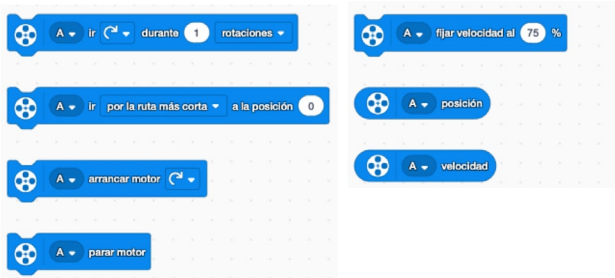 A ir durante 1 rotaciones
A ir por la ruta más corta a la posición 0
A arrancar motor
A parar motor
A fijar velocidad al 75 %
A posición
A velocidad